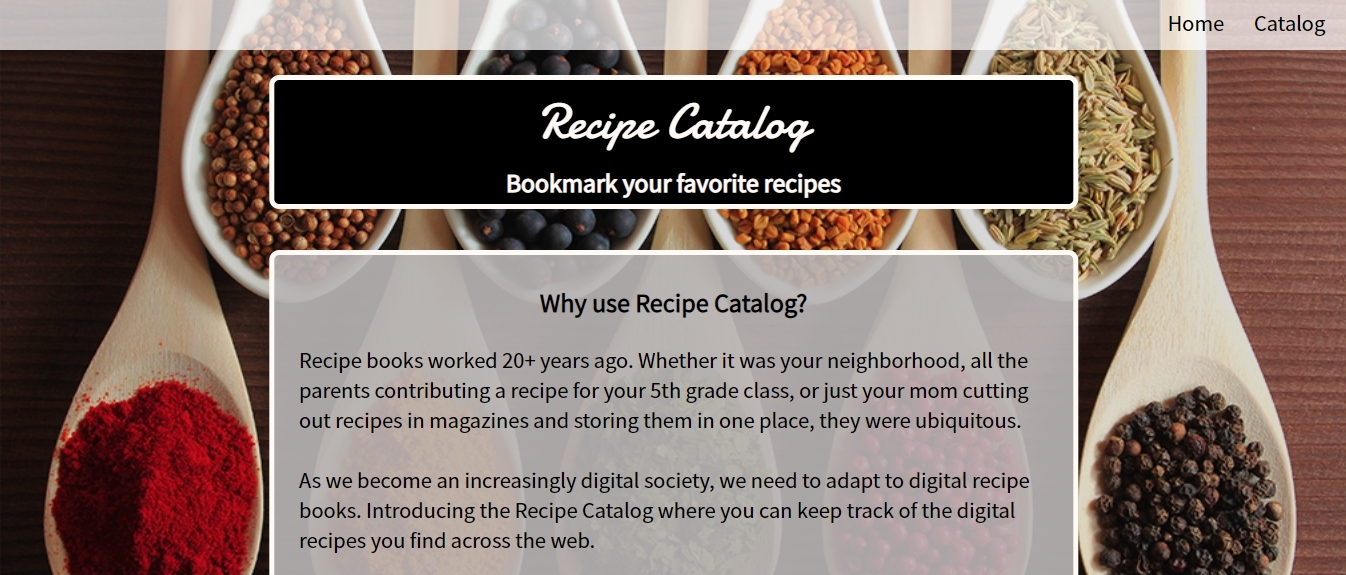 Home Catalog
Recipe Catalog
Bookmark your favorite recipes
Why use Recipe Catalog?
Recipe books worked 20+ years ago. Whether it was your neighborhood, all the
parents contributing a recipe for your 5th grade class, or just your mom cutting
out recipes in magazines and storing them in one place, they were ubiquitous.
As we become an increasingly digital society, we need to adapt to digital recipe
books. Introducing the Recipe Catalog where you can keep track of the digital
recipes you find across the web.